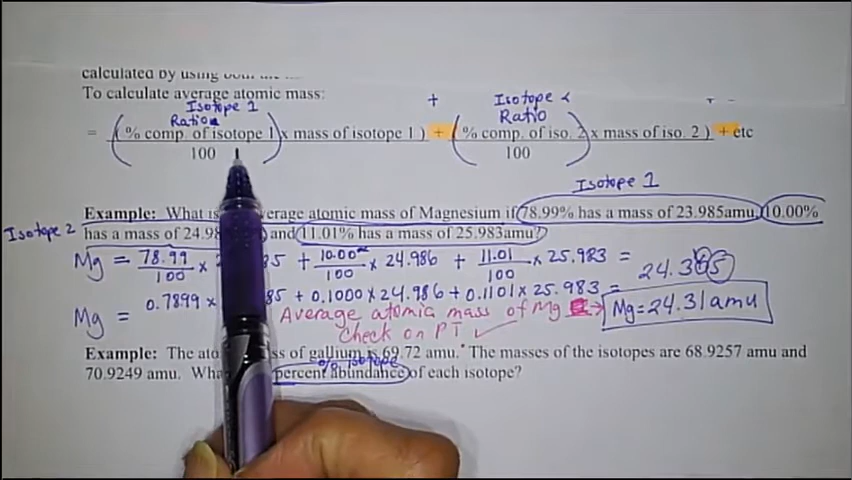 calculated by using both
To calculate average atomic mass:
Isotope 1 + Isotope 2 + -
Ratio Ratio
= (% comp. of isotope 1 x mass of isotope 1 ) + (% comp. of iso. 2 x mass of iso. 2 ) + etc
100 100
Isotope 1
Example: What is average atomic mass of Magnesium if 78.99% has a mass of 23.985amu, 10.00%
Isotope 2 has a mass of 24.98 and 11.01% has a mass of 25.983amu?
Mg = 78.99/100 x 85 + 10.00/100 x 24.986 + 11.01/100 x 25.983 =
24.305
Mg = 0.7899 x 85 + 0.1000 x 24.986 + 0.1101 x 25.983 =
Average atomic mass of Mg → Mg = 24.31 amu
Check on PT ✓
Example: The of gallium is 69.72 amu. The masses of the isotopes are 68.9257 amu and
% isotope
70.9249 amu. percent abundance of each isotope?